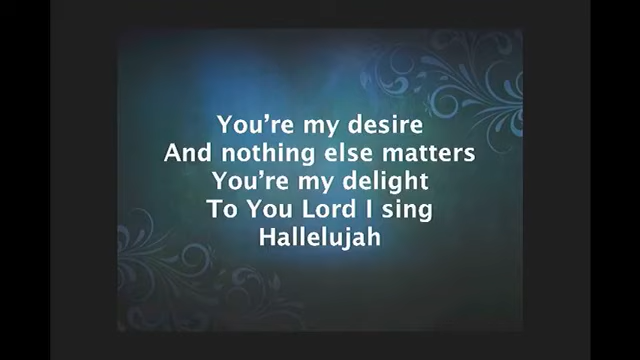 You're my desire
And nothing else matters
You're my delight
To You Lord I sing
Hallelujah